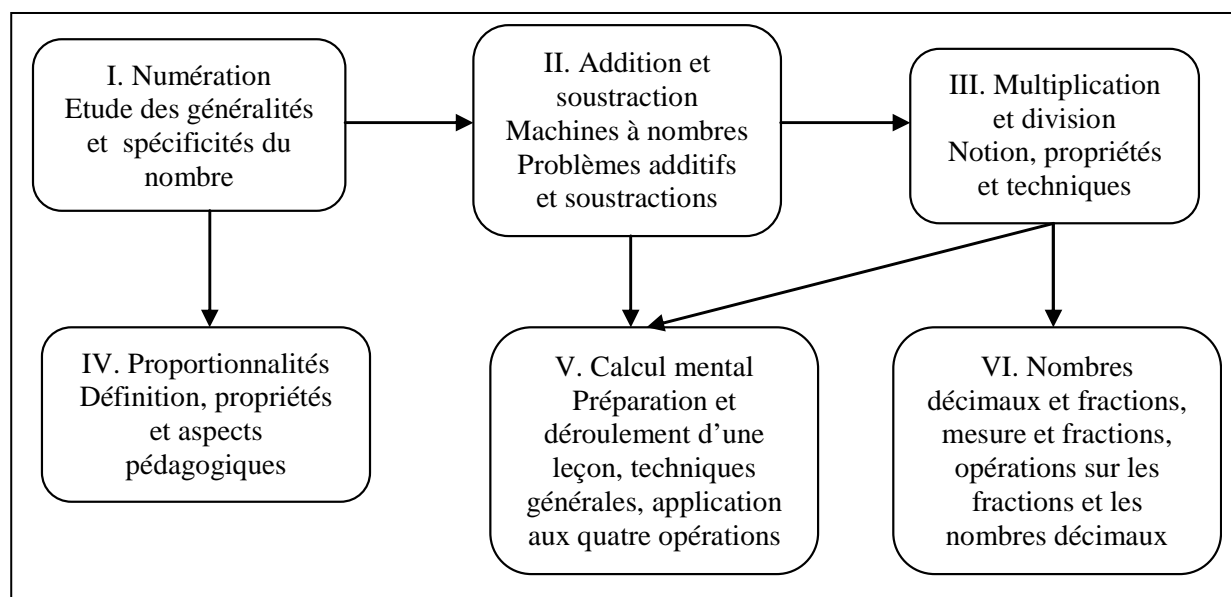 I. Numération
Etude des généralités
et spécificités du
nombre
II. Addition et
soustraction
Machines à nombres
Problèmes additifs
et soustractions
III. Multiplication
et division
Notion, propriétés
et techniques
IV. Proportionnalités
Définition, propriétés
et aspects
pédagogiques
V. Calcul mental
Préparation et
déroulement d’une
leçon, techniques
générales, application
aux quatre opérations
VI. Nombres
décimaux et fractions,
mesure et fractions,
opérations sur les
fractions et les
nombres décimaux